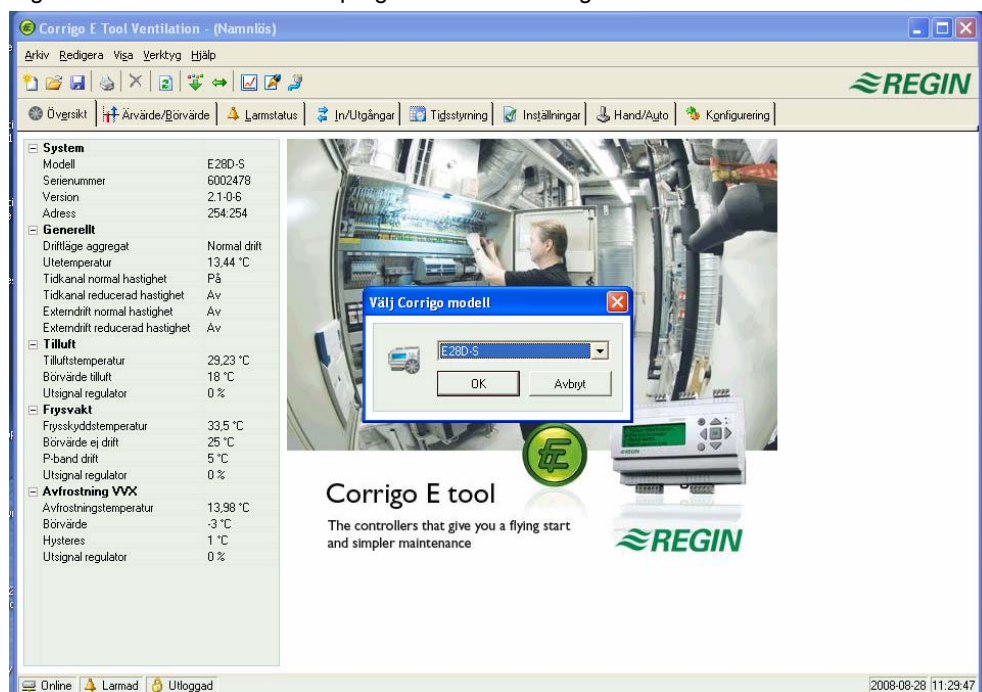 Corrigo E Tool Ventilation - (Namnlös)
Arkiv Redigera Visa Verktyg Hjälp
REGIN
Översikt Ärvärde/Börvärde Larmstatus In/Utgångar Tidsstyrning Inställningar Hand/Auto Konfigurering
System
Modell E28D-S
Serienummer 6002478
Version 2.1-0-6
Adress 254:254
Generellt
Driftläge aggregat Normal drift
Utetemperatur 13,44 °C
Tidkanal normal hastighet På
Tidkanal reducerad hastighet Av
Externdrift normal hastighet Av
Externdrift reducerad hastighet Av
Tilluft
Tilluftstemperatur 29,23 °C
Börvärde tilluft 18 °C
Utsignal regulator 0 %
Frysvakt
Frysskyddstemperatur 33,5 °C
Börvärde ej drift 25 °C
P-band drift 5 °C
Utsignal regulator 0 %
Avfrostning VVX
Avfrostningstemperatur 13,98 °C
Börvärde -3 °C
Hysteres 1 °C
Utsignal regulator 0 %
Välj Corrigo modell
E28D-S
OK Avbryt
Corrigo E tool
The controllers that give you a flying start
and simpler maintenance
REGIN
Online Larmad Utloggad 2008-08-28 11:29:47